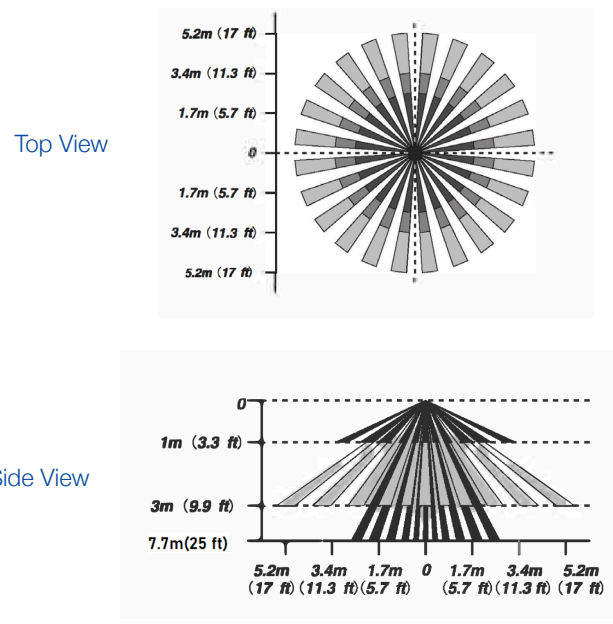 Top View
5.2m (17 ft)
3.4m (11.3 ft)
1.7m (5.7 ft)
0
1.7m (5.7 ft)
3.4m (11.3 ft)
5.2m (17 ft)
Side View
0
1m (3.3 ft)
3m (9.9 ft)
7.7m(25 ft)
5.2m 3.4m 1.7m 0 1.7m 3.4m 5.2m
(17 ft)(11.3 ft)(5.7 ft) (5.7 ft)(11.3 ft)(17 ft)